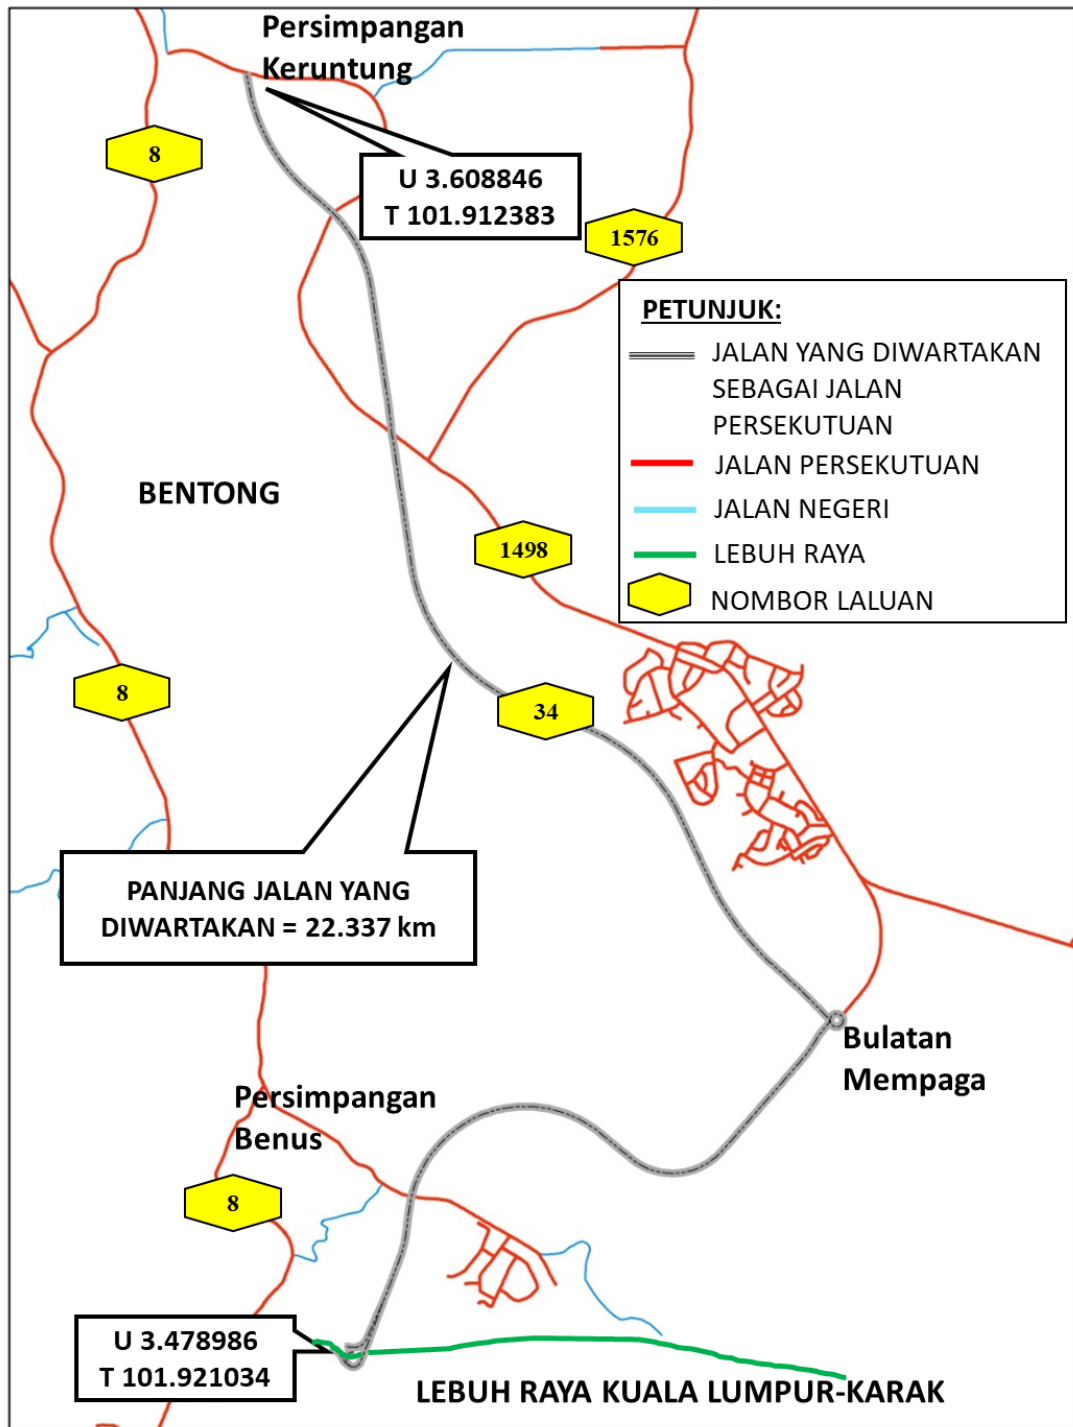 Persimpangan
Keruntung
8
U 3.608846
T 101.912383
1576
PETUNJUK:
JALAN YANG DIWARTAKAN
SEBAGAI JALAN
PERSEKUTUAN
JALAN PERSEKUTUAN
JALAN NEGERI
LEBUH RAYA
NOMBOR LALUAN
BENTONG
1498
8
34
PANJANG JALAN YANG
DIWARTAKAN = 22.337 km
Bulatan
Mempaga
Persimpangan
Benus
8
U 3.478986
T 101.921034
LEBUH RAYA KUALA LUMPUR-KARAK